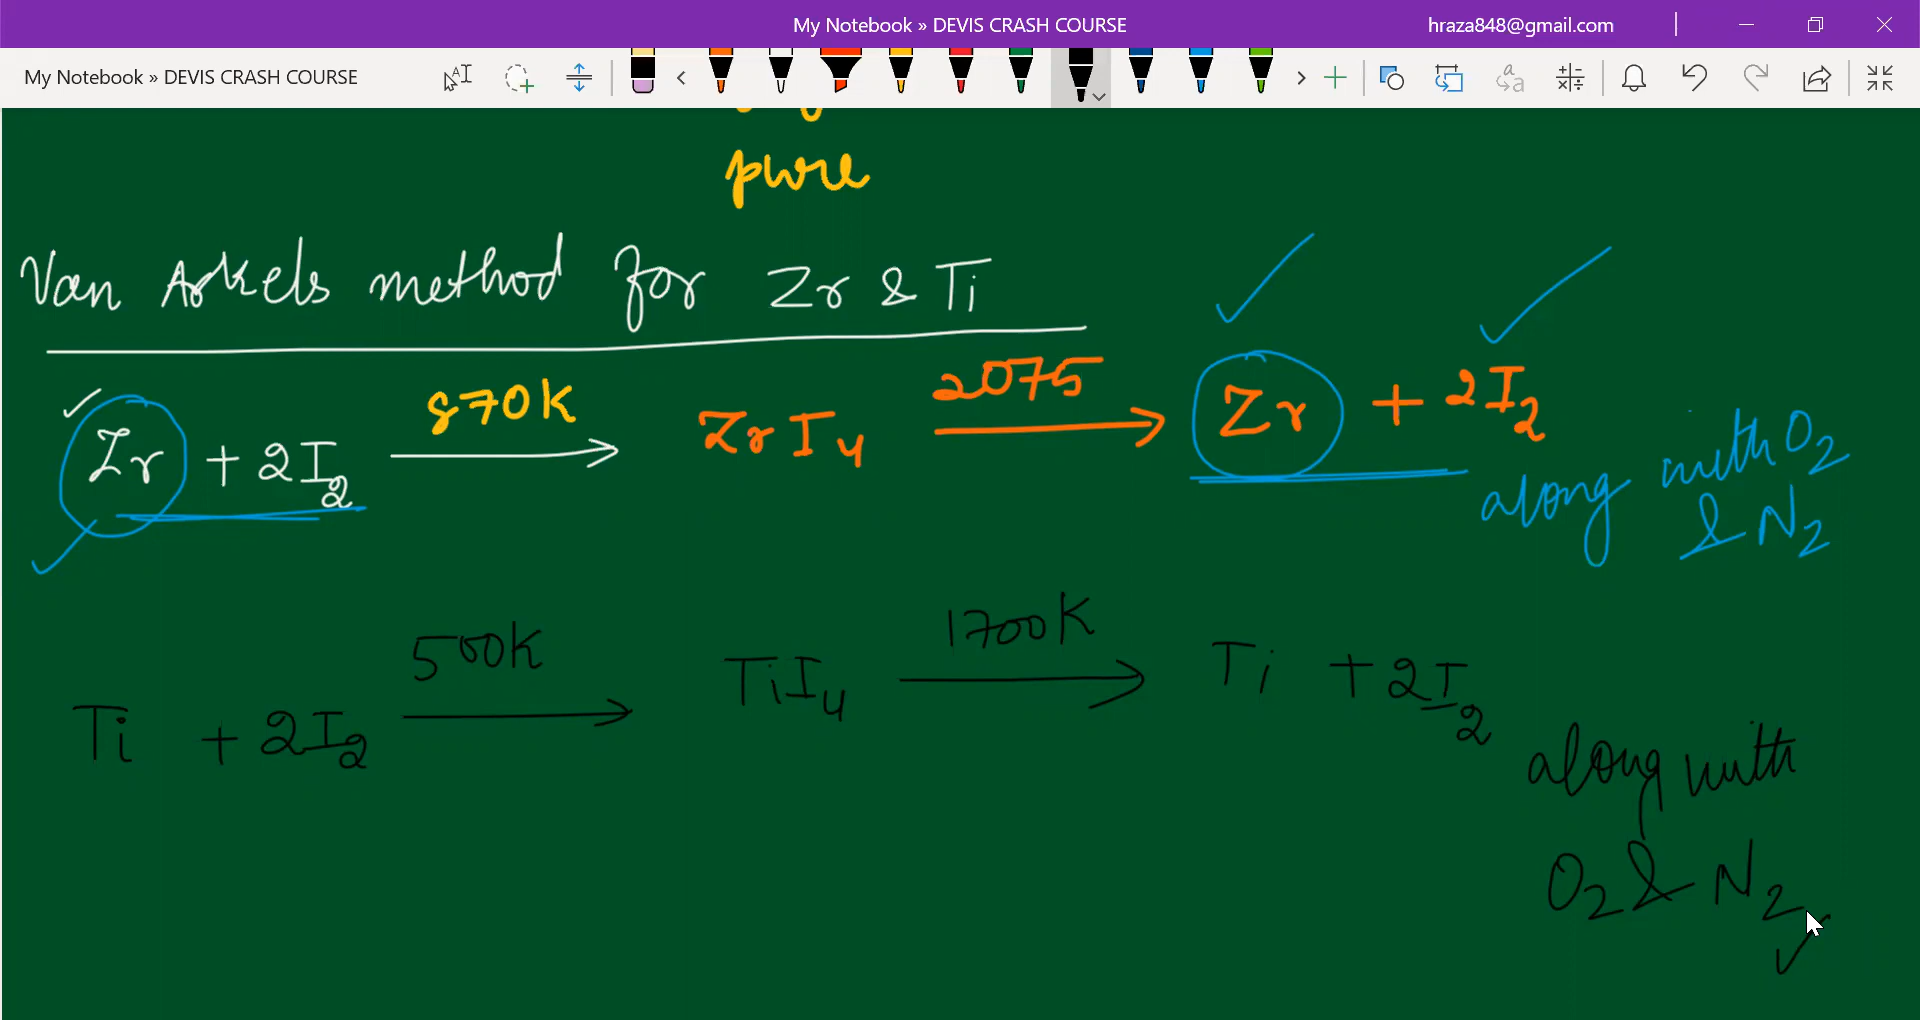 My Notebook » DEVIS CRASH COURSE
hraza848@gmail.com
My Notebook » DEVIS CRASH COURSE
pure
Van Arkels method for Zr & Ti
Zr + 2I2 870K → ZrI4 2075 → Zr + 2I2
along with O2
& N2
Ti + 2I2 500K → TiI4 1700K → Ti + 2I2
along with
O2 & N2